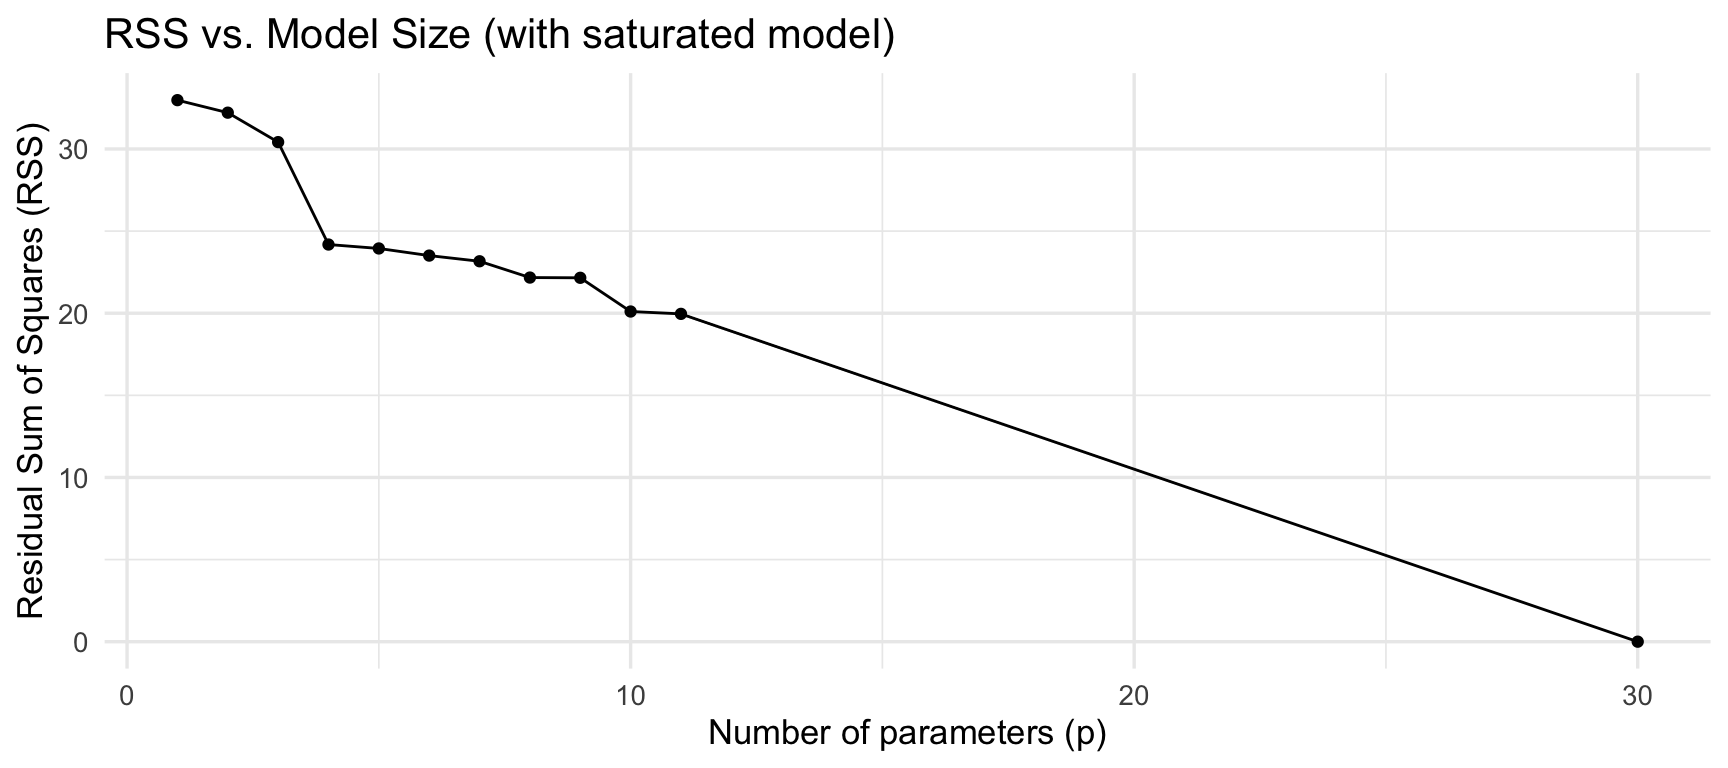 RSS vs. Model Size (with saturated model)
Residual Sum of Squares (RSS)
30
20
10
0
0 10 20 30
Number of parameters (p)